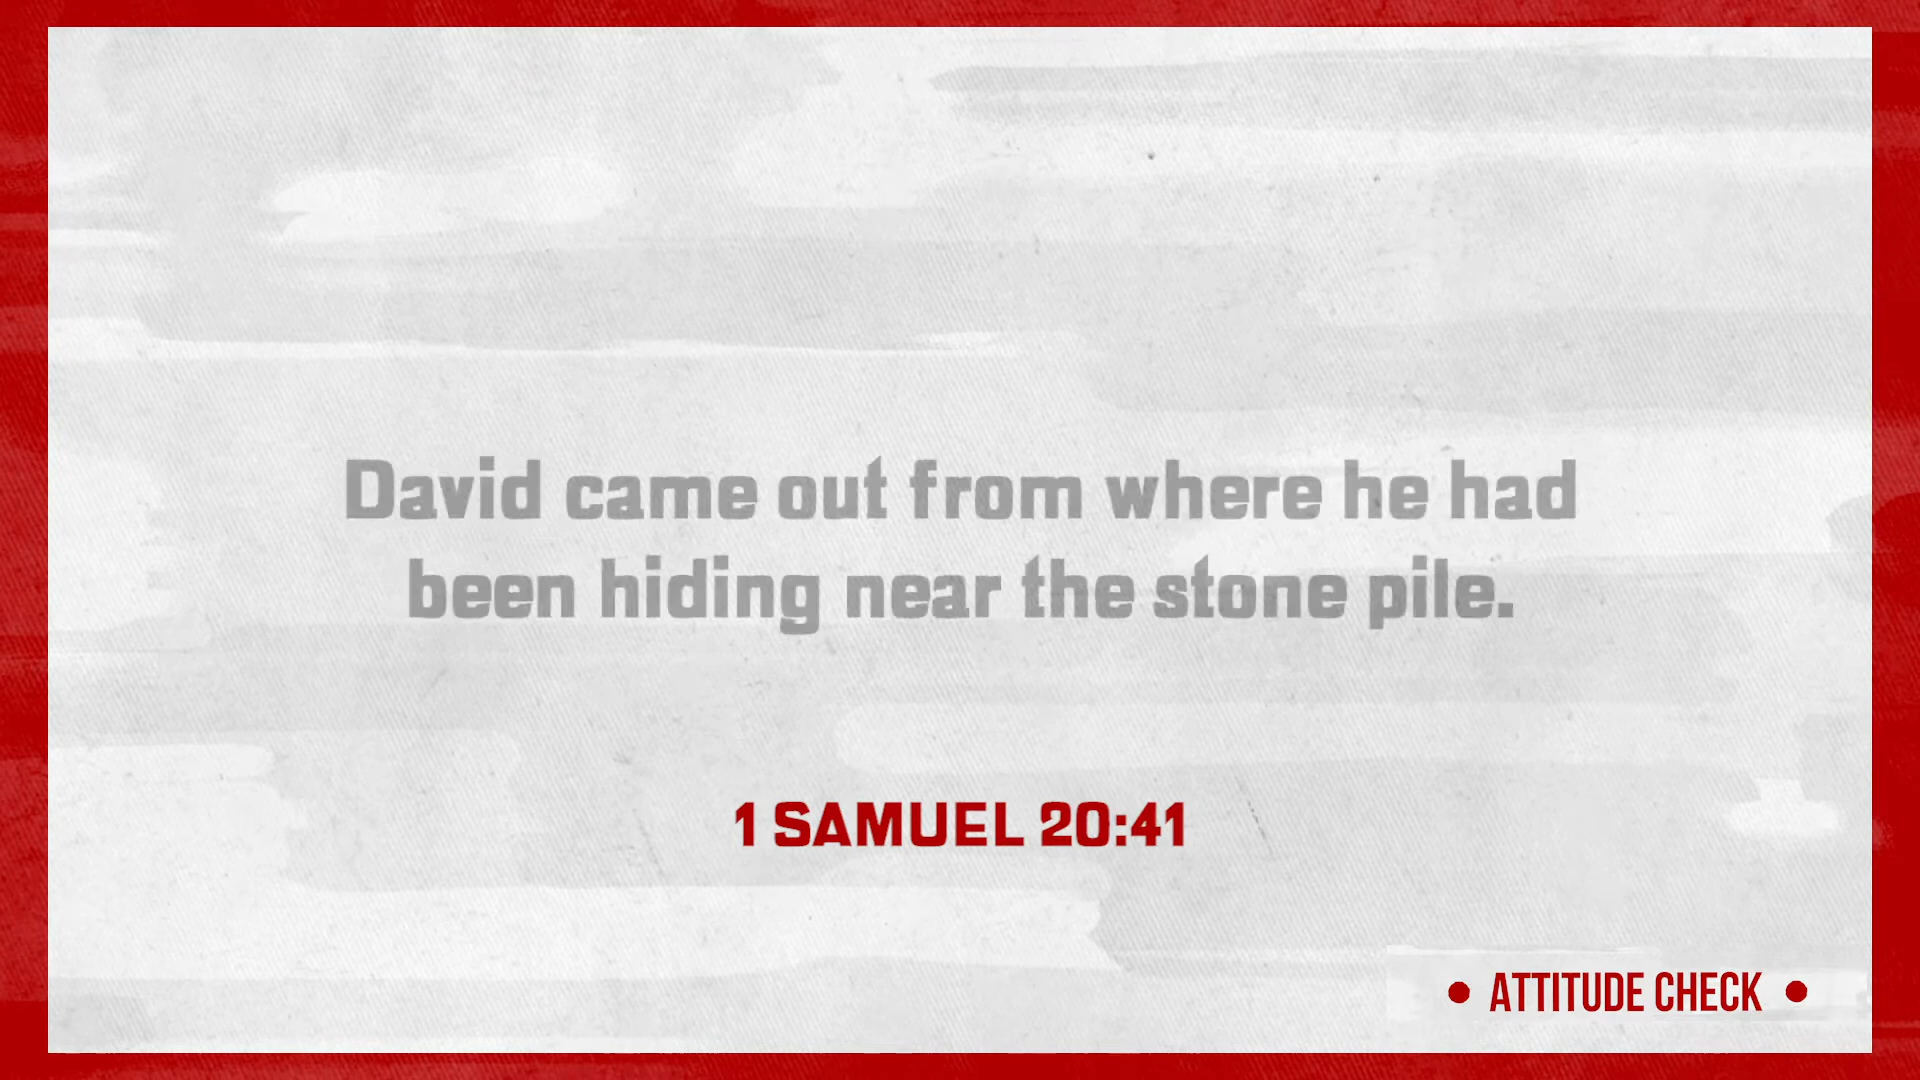 David came out from where he had
been hiding near the stone pile.
1 SAMUEL 20:41
• ATTITUDE CHECK •